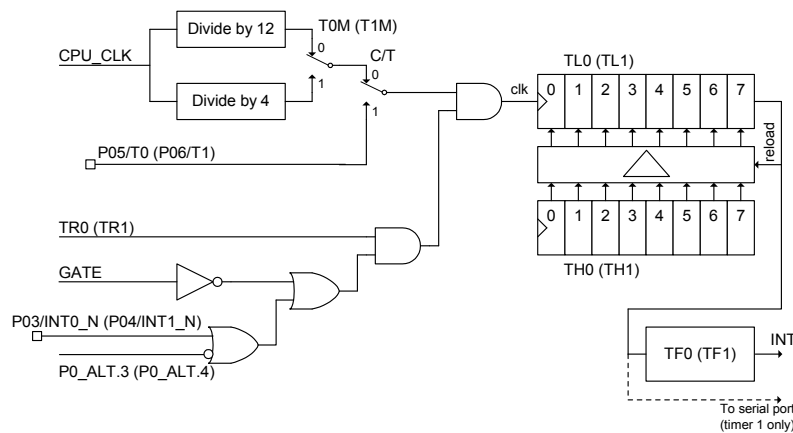 Divide by 12
T0M (T1M)
CPU_CLK
0
C/T
1
0
Divide by 4
1
TL0 (TL1)
clk
0 1 2 3 4 5 6 7
P05/T0 (P06/T1)
reload
TR0 (TR1)
0 1 2 3 4 5 6 7
TH0 (TH1)
GATE
P03/INT0_N (P04/INT1_N)
P0_ALT.3 (P0_ALT.4)
TF0 (TF1)
INT
To serial port
(timer 1 only)